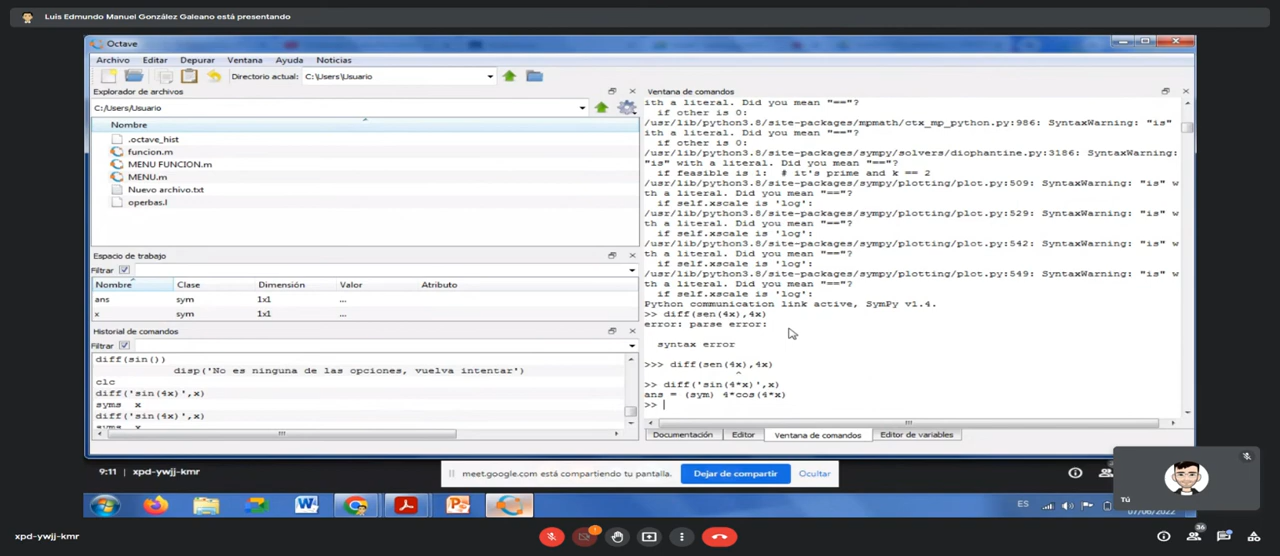 Luis Edmundo Manuel González Galeano está presentando
Octave
Archivo Editar Depurar Ventana Ayuda Noticias
Directorio actual: C:\Users\Usuario
Explorador de archivos
C:/Users/Usuario
Nombre
.octave_hist
funcion.m
MENU FUNCION.m
MENU.m
Nuevo archivo.txt
operbas.l
Espacio de trabajo
Filtrar
Nombre Clase Dimensión Valor Atributo
ans sym 1x1 ...
x sym 1x1 ...
Historial de comandos
Filtrar
diff(sin())
disp('No es ninguna de las opciones, vuelva intentar')
clc
diff('sin(4x)',x)
syms x
diff('sin(4x)',x)
syms x
Ventana de comandos
ith a literal. Did you mean "=="?
if other is 0:
/usr/lib/python3.8/site-packages/mpmath/ctx_mp_python.py:986: SyntaxWarning: "is" w
ith a literal. Did you mean "=="?
if other is 0:
/usr/lib/python3.8/site-packages/sympy/solvers/diophantine.py:3186: SyntaxWarning:
"is" with a literal. Did you mean "=="?
if feasible is 1: # it's prime and k == 2
/usr/lib/python3.8/site-packages/sympy/plotting/plot.py:509: SyntaxWarning: "is" wi
th a literal. Did you mean "=="?
if self.xscale is 'log':
/usr/lib/python3.8/site-packages/sympy/plotting/plot.py:529: SyntaxWarning: "is" wi
th a literal. Did you mean "=="?
if self.xscale is 'log':
/usr/lib/python3.8/site-packages/sympy/plotting/plot.py:542: SyntaxWarning: "is" wi
th a literal. Did you mean "=="?
if self.xscale is 'log':
/usr/lib/python3.8/site-packages/sympy/plotting/plot.py:549: SyntaxWarning: "is" wi
th a literal. Did you mean "=="?
if self.xscale is 'log':
Python communication link active, SymPy v1.4.
>> diff(sen(4x),4x)
error: parse error:
syntax error
>>> diff(sen(4x),4x)
^
>> diff('sin(4*x)',x)
ans = (sym) 4*cos(4*x)
>>
Documentación Editor Ventana de comandos Editor de variables
9:11 | xpd-ywjj-kmr
meet.google.com está compartiendo tu pantalla. Dejar de compartir Ocultar
Tú
ES
07/06/2022
xpd-ywjj-kmr
36